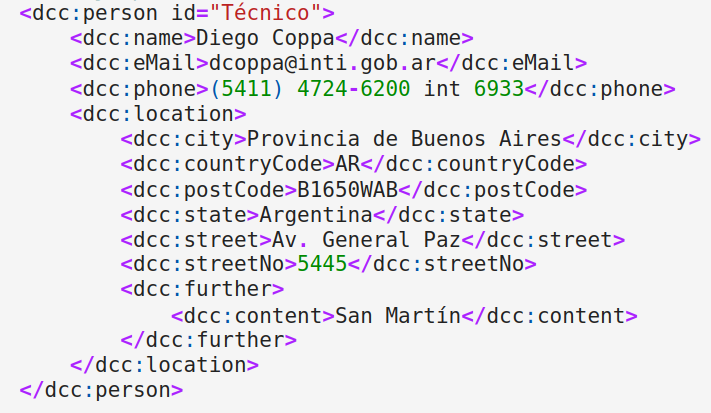 <dcc:person id="Técnico">
<dcc:name>Diego Coppa</dcc:name>
<dcc:eMail>dcoppa@inti.gob.ar</dcc:eMail>
<dcc:phone>(5411) 4724-6200 int 6933</dcc:phone>
<dcc:location>
<dcc:city>Provincia de Buenos Aires</dcc:city>
<dcc:countryCode>AR</dcc:countryCode>
<dcc:postCode>B1650WAB</dcc:postCode>
<dcc:state>Argentina</dcc:state>
<dcc:street>Av. General Paz</dcc:street>
<dcc:streetNo>5445</dcc:streetNo>
<dcc:further>
<dcc:content>San Martín</dcc:content>
</dcc:further>
</dcc:location>
</dcc:person>